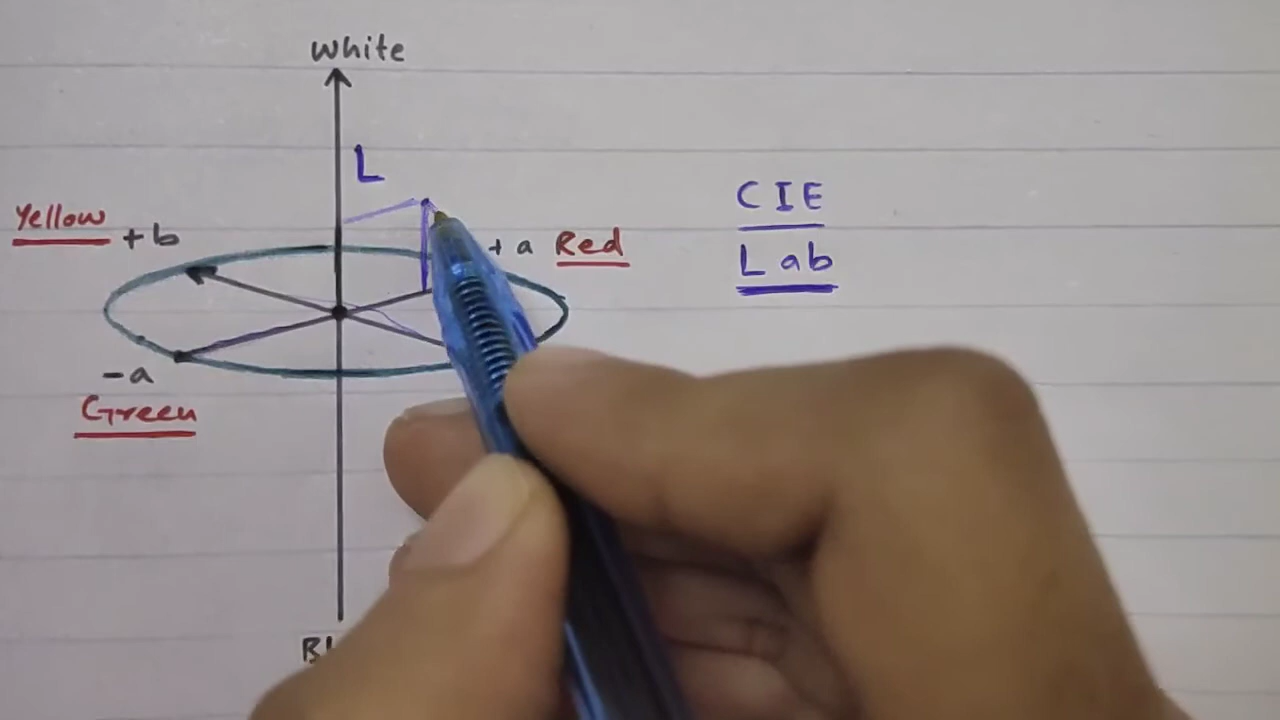 White
L
Yellow +b
+ a Red
-a
Green
CIE
Lab